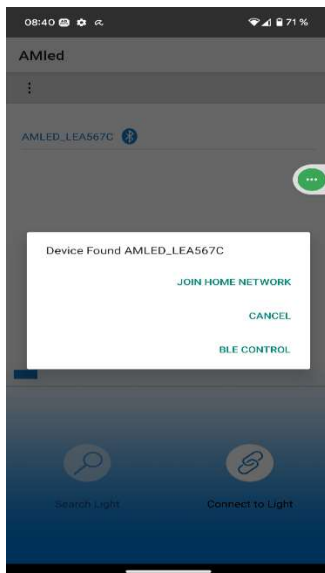 08:40 71 %
AMled
AMLED_LEA567C
Device Found AMLED_LEA567C
JOIN HOME NETWORK
CANCEL
BLE CONTROL
Search Light
Connect to Light